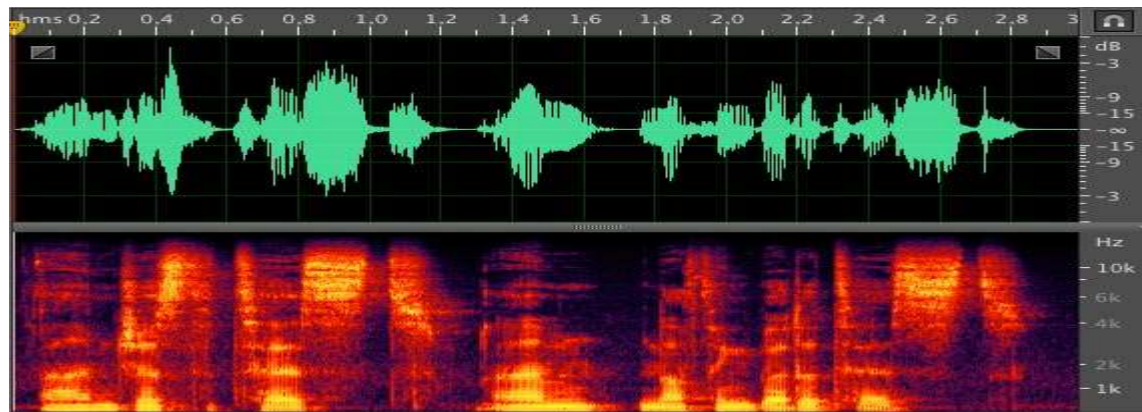 hms 0,2 0,4 0,6 0,8 1,0 1,2 1,4 1,6 1,8 2,0 2,2 2,4 2,6 2,8 3
dB
-3
-9
-15
-∞
-15
-9
-3
Hz
10k
6k
4k
2k
1k